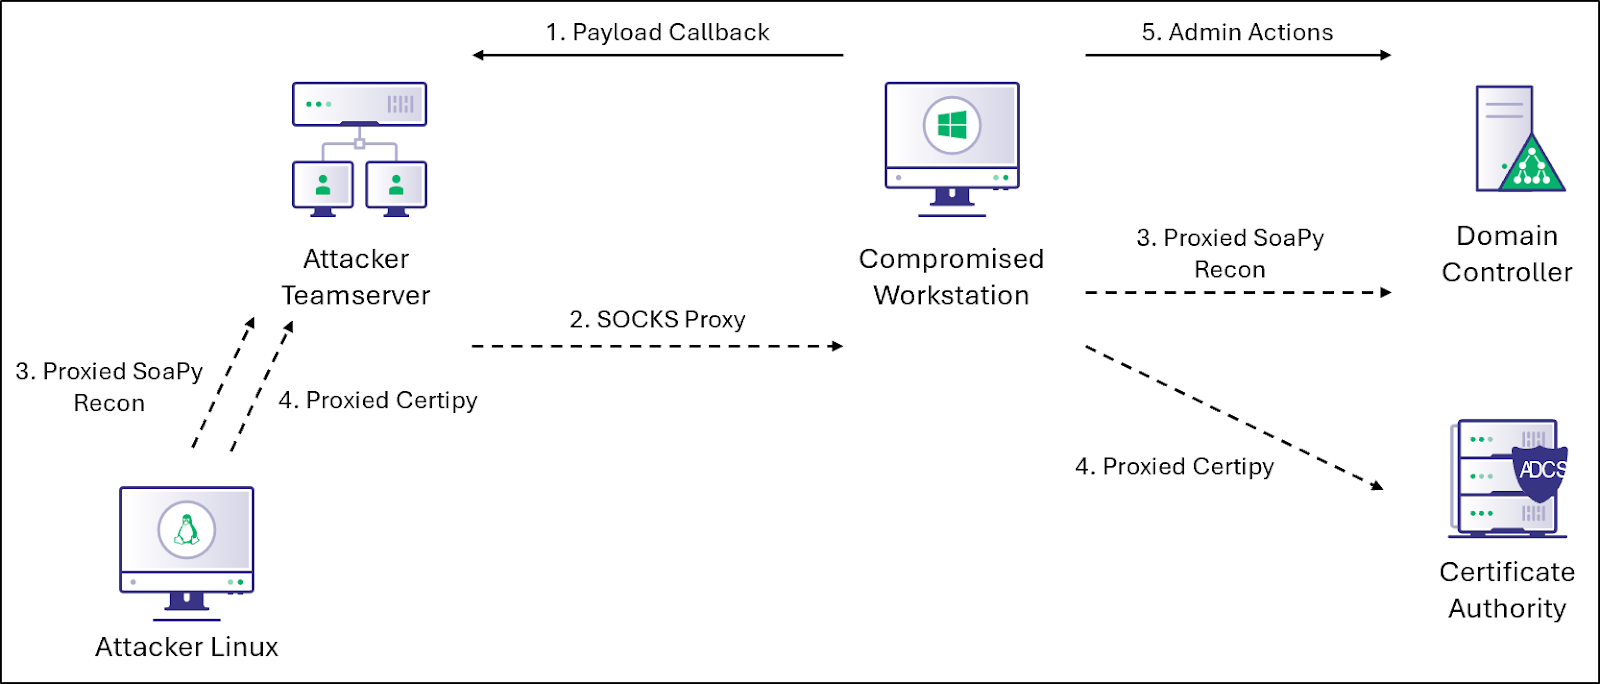 1. Payload Callback
5. Admin Actions
Attacker
Teamserver
Compromised
Workstation
3. Proxied SoaPy
Recon
Domain
Controller
2. SOCKS Proxy
3. Proxied SoaPy
Recon
4. Proxied Certipy
4. Proxied Certipy
ADCS
Attacker Linux
Certificate
Authority